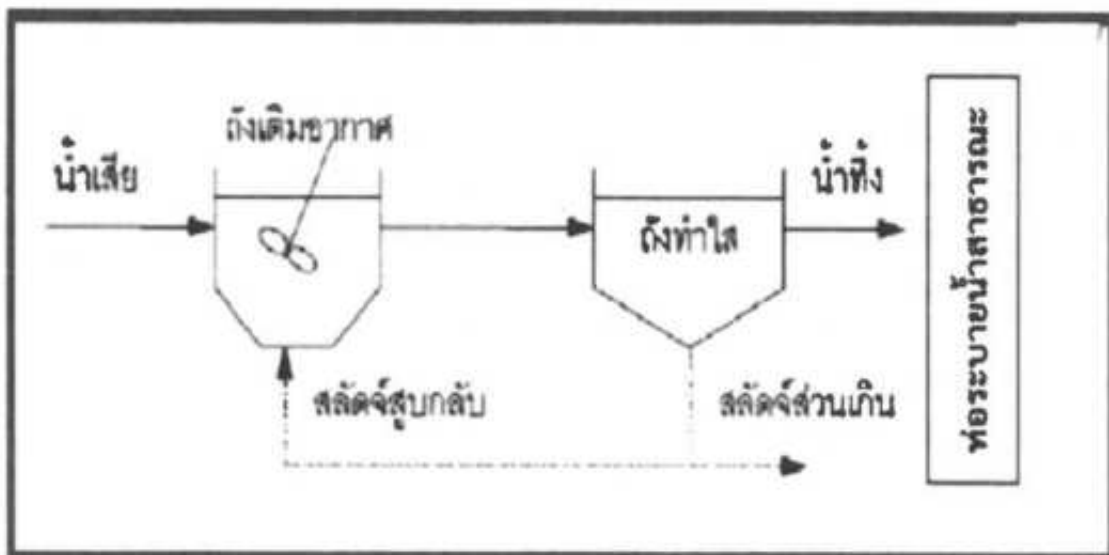 ถังเติมอากาศ
น้ำเสีย
น้ำทิ้ง
ถังทำใส
สลัดจ์สูบกลับ
สลัดจ์ส่วนเกิน
ท่อระบายน้ำสาธารณะ